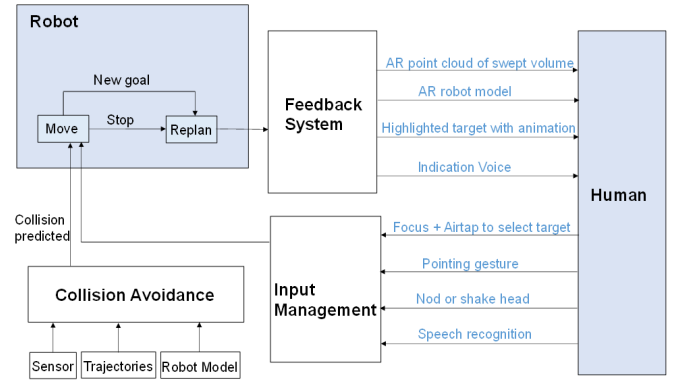 Robot
New goal
Move
Stop
Replan
Feedback
System
AR point cloud of swept volume
AR robot model
Highlighted target with animation
Indication Voice
Human
Collision
predicted
Focus + Airtap to select target
Pointing gesture
Nod or shake head
Speech recognition
Input
Management
Collision Avoidance
Sensor
Trajectories
Robot Model